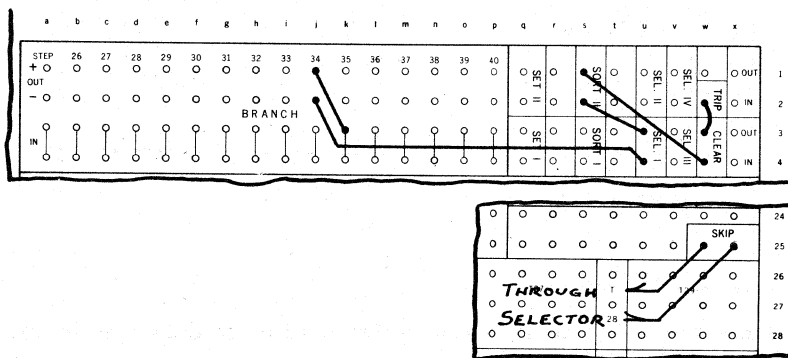 a b c d e f g h i j k l m n o p q r s t u v w x
STEP 26 27 28 29 30 31 32 33 34 35 36 37 38 39 40
+
OUT
−
BRANCH
IN
SET II
SET I
SORT II
SORT I
SEL. II
SEL. I
SEL. IV
SEL. III
TRIP
CLEAR
OUT 1
IN 2
OUT 3
IN 4
24
SKIP
25
26
THROUGH T
27
SELECTOR 28
28